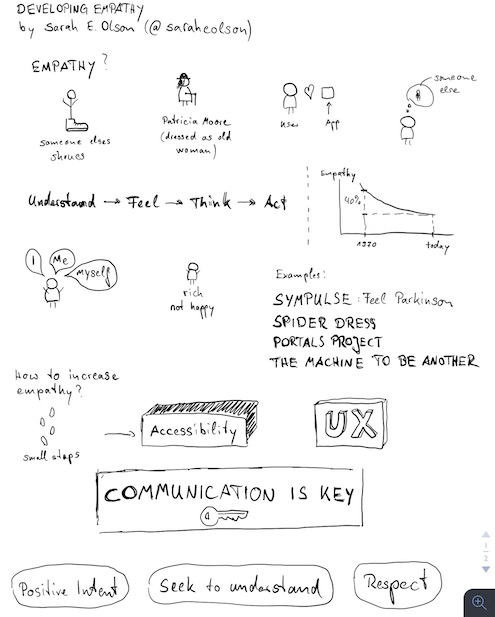 DEVELOPING EMPATHY
by Sarah E. Olson (@saraheolson)
EMPATHY?
someone elses
shoues
Patricia Moore
(dressed as old
woman)
User
App
someone
else
Understand → Feel → Think → Act
Empathy
40%
1970
today
I
Me
Myself
rich
not happy
Examples:
SYMPULSE: Feel Parkinson
SPIDER DRESS
PORTALS PROJECT
THE MACHINE TO BE ANOTHER
How to increase
empathy?
small steps
Accessibility
UX
COMMUNICATION IS KEY
Positive Intent
Seek to understand
Respect
1/2